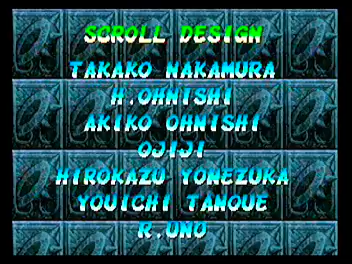 SCROLL DESIGN
TAKAKO NAKAMURA
H.OHNISHI
AKIKO OHNISHI
OJIJI
HIROKAZU YONEZUKA
YOUICHI TANOUE
R.UNO